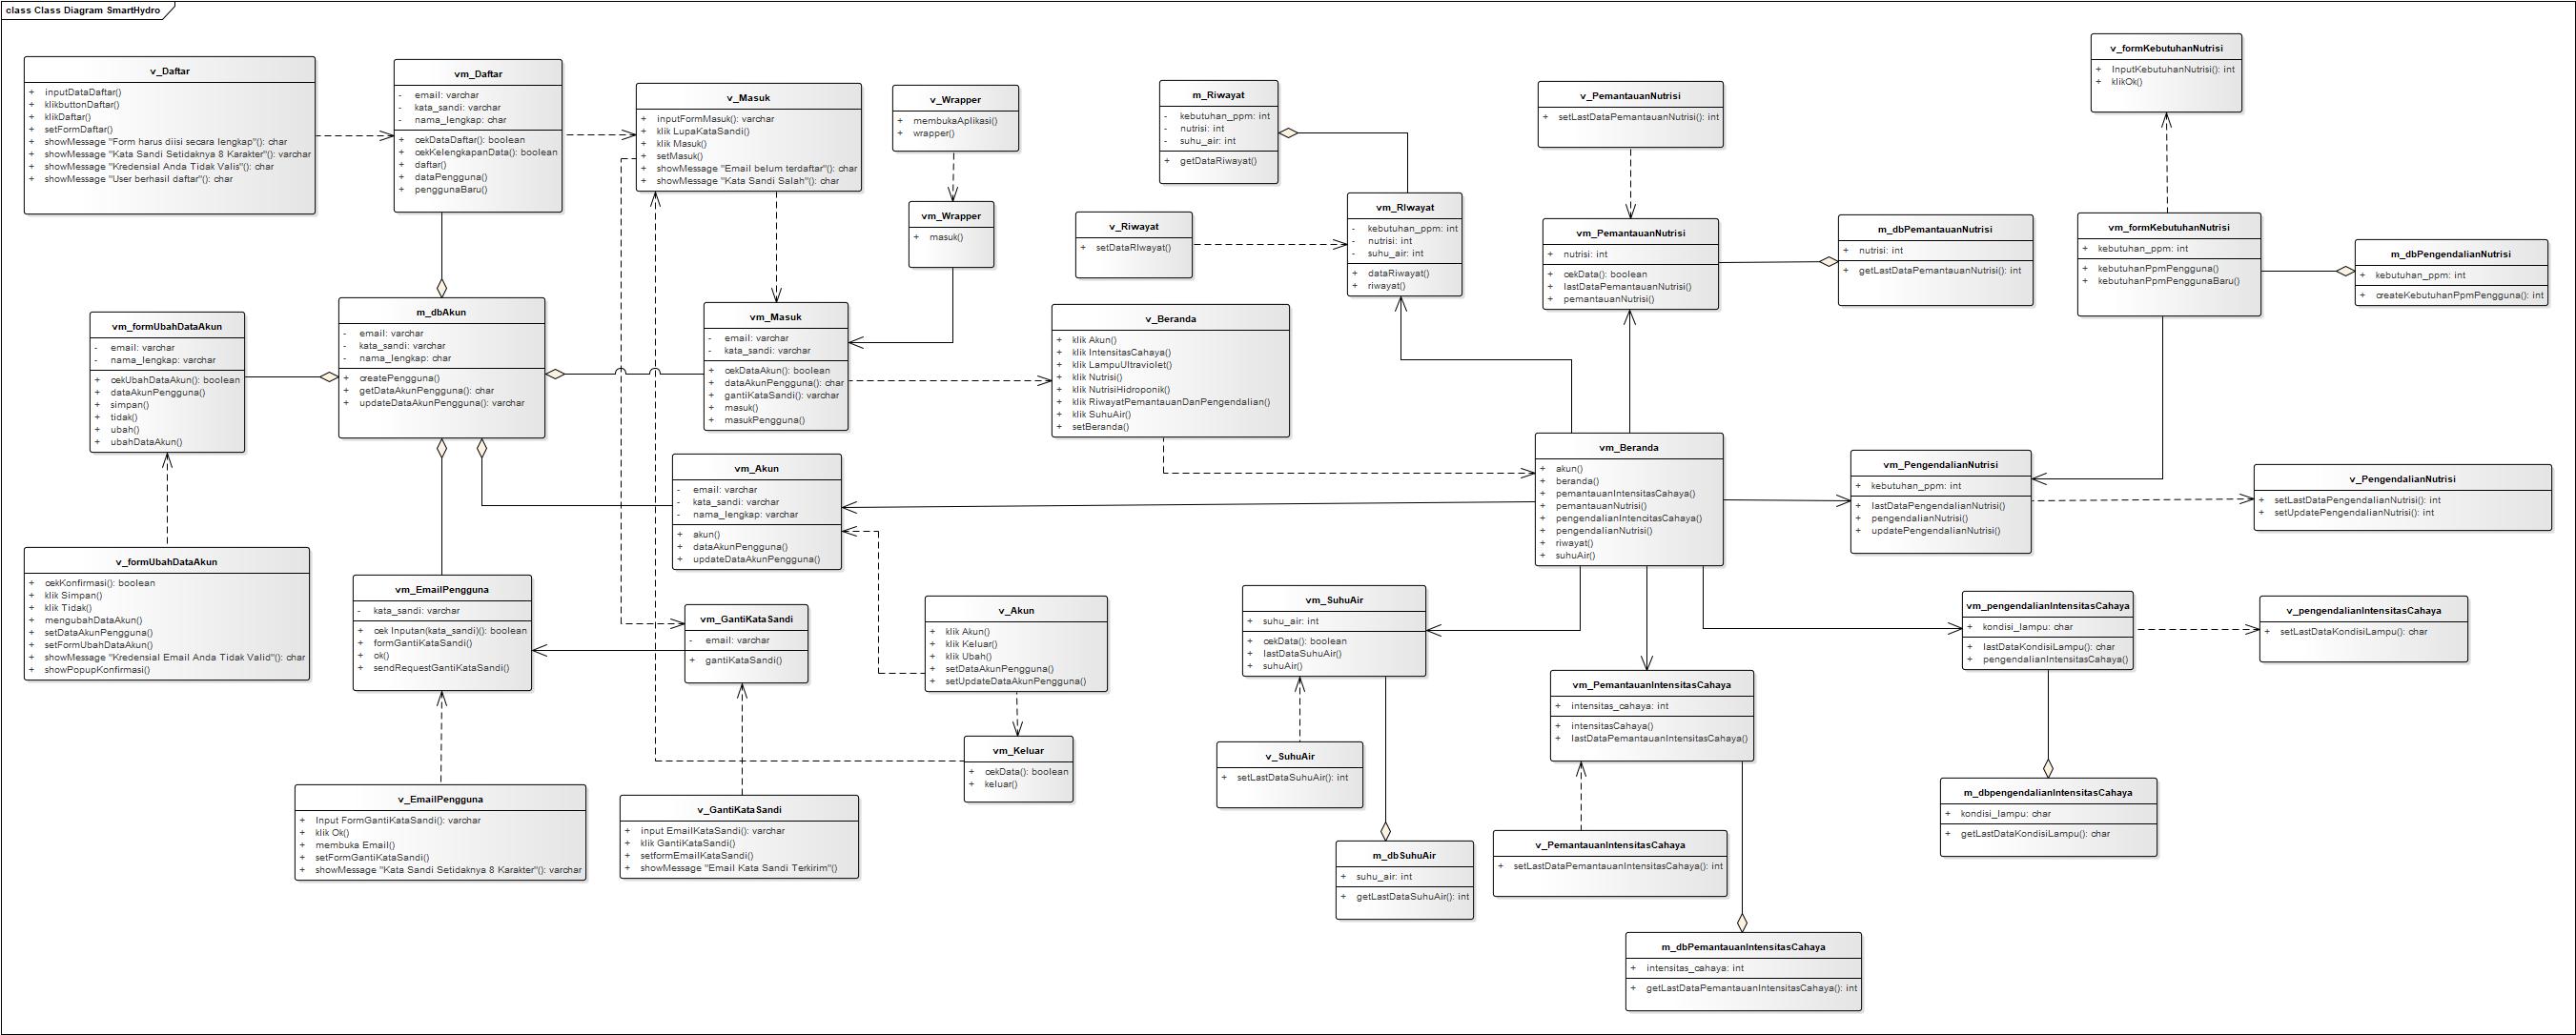 class Class Diagram SmartHydro
v_Daftar
+ inputDataDaftar()
+ klikbuttonDaftar()
+ klikDaftar()
+ setFormDaftar()
+ showMessage "Form harus diisi secara lengkap"(): char
+ showMessage "Kata Sandi Setidaknya 8 Karakter"(): varchar
+ showMessage "Kredensial Anda Tidak Valis"(): char
+ showMessage "User berhasil daftar"(): char
vm_Daftar
- email: varchar
- kata_sandi: varchar
- nama_lengkap: char
+ cekDataDaftar(): boolean
+ cekKelengkapanData(): boolean
+ daftar()
+ dataPengguna()
+ penggunaBaru()
v_Masuk
+ inputFormMasuk(): varchar
+ klik LupaKataSandi()
+ klik Masuk()
+ setMasuk()
+ showMessage "Email belum terdaftar"(): char
+ showMessage "Kata Sandi Salah"(): char
v_Wrapper
+ membukaAplikasi()
+ wrapper()
vm_Wrapper
+ masuk()
m_Riwayat
- kebutuhan_ppm: int
- nutrisi: int
- suhu_air: int
+ getDataRiwayat()
v_Riwayat
+ setDataRIwayat()
vm_RIwayat
- kebutuhan_ppm: int
- nutrisi: int
- suhu_air: int
+ dataRiwayat()
+ riwayat()
v_PemantauanNutrisi
+ setLastDataPemantauanNutrisi(): int
vm_PemantauanNutrisi
+ nutrisi: int
+ cekData(): boolean
+ lastDataPemantauanNutrisi()
+ pemantauanNutrisi()
m_dbPemantauanNutrisi
+ nutrisi: int
+ getLastDataPemantauanNutrisi(): int
v_formKebutuhanNutrisi
+ InputKebutuhanNutrisi(): int
+ klikOk()
vm_formKebutuhanNutrisi
+ kebutuhan_ppm: int
+ kebutuhanPpmPengguna()
+ kebutuhanPpmPenggunaBaru()
m_dbPengendalianNutrisi
+ kebutuhan_ppm: int
+ createKebutuhanPpmPengguna(): int
vm_formUbahDataAkun
- email: varchar
- nama_lengkap: varchar
+ cekUbahDataAkun(): boolean
+ dataAkunPengguna()
+ simpan()
+ tidak()
+ ubah()
+ ubahDataAkun()
m_dbAkun
- email: varchar
- kata_sandi: varchar
- nama_lengkap: char
+ createPengguna()
+ getDataAkunPengguna(): char
+ updateDataAkunPengguna(): varchar
vm_Masuk
- email: varchar
- kata_sandi: varchar
+ cekDataAkun(): boolean
+ dataAkunPengguna(): char
+ gantiKataSandi(): varchar
+ masuk()
+ masukPengguna()
v_Beranda
+ klik Akun()
+ klik IntensitasCahaya()
+ klik LampuUltraviolet()
+ klik Nutrisi()
+ klik NutrisiHidroponik()
+ klik RiwayatPemantauanDanPengendalian()
+ klik SuhuAir()
+ setBeranda()
vm_Akun
- email: varchar
- kata_sandi: varchar
- nama_lengkap: varchar
+ akun()
+ dataAkunPengguna()
+ updateDataAkunPengguna()
vm_Beranda
+ akun()
+ beranda()
+ pemantauanIntensitasCahaya()
+ pemantauanNutrisi()
+ pengendalianIntencitasCahaya()
+ pengendalianNutrisi()
+ riwayat()
+ suhuAir()
vm_PengendalianNutrisi
+ kebutuhan_ppm: int
+ lastDataPengendalianNutrisi()
+ pengendalianNutrisi()
+ updatePengendalianNutrisi()
v_PengendalianNutrisi
+ setLastDataPengendalianNutrisi(): int
+ setUpdatePengendalianNutrisi(): int
v_formUbahDataAkun
+ cekKonfirmasi(): boolean
+ klik Simpan()
+ klik Tidak()
+ mengubahDataAkun()
+ setDataAkunPengguna()
+ setFormUbahDataAkun()
+ showMessage "Kredensial Email Anda Tidak Valid"(): char
+ showPopupKonfirmasi()
vm_EmailPengguna
- kata_sandi: varchar
+ cek Inputan(kata_sandi)(): boolean
+ formGantiKataSandi()
+ ok()
+ sendRequestGantiKataSandi()
vm_GantiKataSandi
- email: varchar
+ gantiKataSandi()
v_Akun
+ klik Akun()
+ klik Keluar()
+ klik Ubah()
+ setDataAkunPengguna()
+ setUpdateDataAkunPengguna()
vm_Keluar
+ cekData(): boolean
+ keluar()
v_EmailPengguna
+ Input FormGantiKataSandi(): varchar
+ klik Ok()
+ membuka Email()
+ setFormGantiKataSandi()
+ showMessage "Kata Sandi Setidaknya 8 Karakter"(): varchar
v_GantiKataSandi
+ input EmailKataSandi(): varchar
+ klik GantiKataSandi()
+ setformEmailKataSandi()
+ showMessage "Email Kata Sandi Terkirim"()
vm_SuhuAir
+ suhu_air: int
+ cekData(): boolean
+ lastDataSuhuAir()
+ suhuAir()
v_SuhuAir
+ setLastDataSuhuAir(): int
m_dbSuhuAir
+ suhu_air: int
+ getLastDataSuhuAir(): int
vm_PemantauanIntensitasCahaya
+ intensitas_cahaya: int
+ intensitasCahaya()
+ lastDataPemantauanIntensitasCahaya()
v_PemantauanIntensitasCahaya
+ setLastDataPemantauanIntensitasCahaya(): int
m_dbPemantauanIntensitasCahaya
+ intensitas_cahaya: int
+ getLastDataPemantauanIntensitasCahaya(): int
vm_pengendalianIntensitasCahaya
+ kondisi_lampu: char
+ lastDataKondisiLampu(): char
+ pengendalianIntensitasCahaya()
v_pengendalianIntensitasCahaya
+ setLastDataKondisiLampu(): char
m_dbpengendalianIntensitasCahaya
+ kondisi_lampu: char
+ getLastDataKondisiLampu(): char